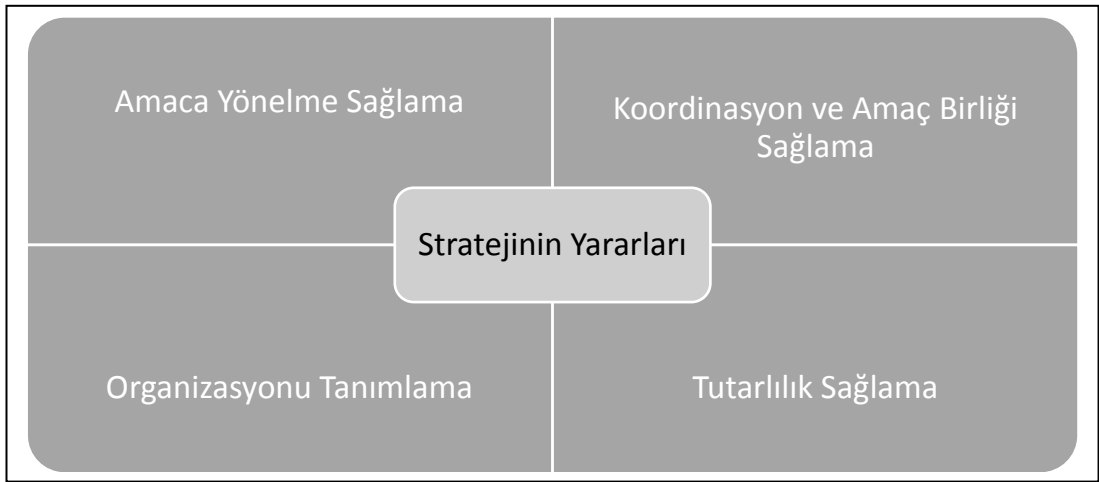 Amaca Yönelme Sağlama
Koordinasyon ve Amaç Birliği
Sağlama
Stratejinin Yararları
Organizasyonu Tanımlama
Tutarlılık Sağlama